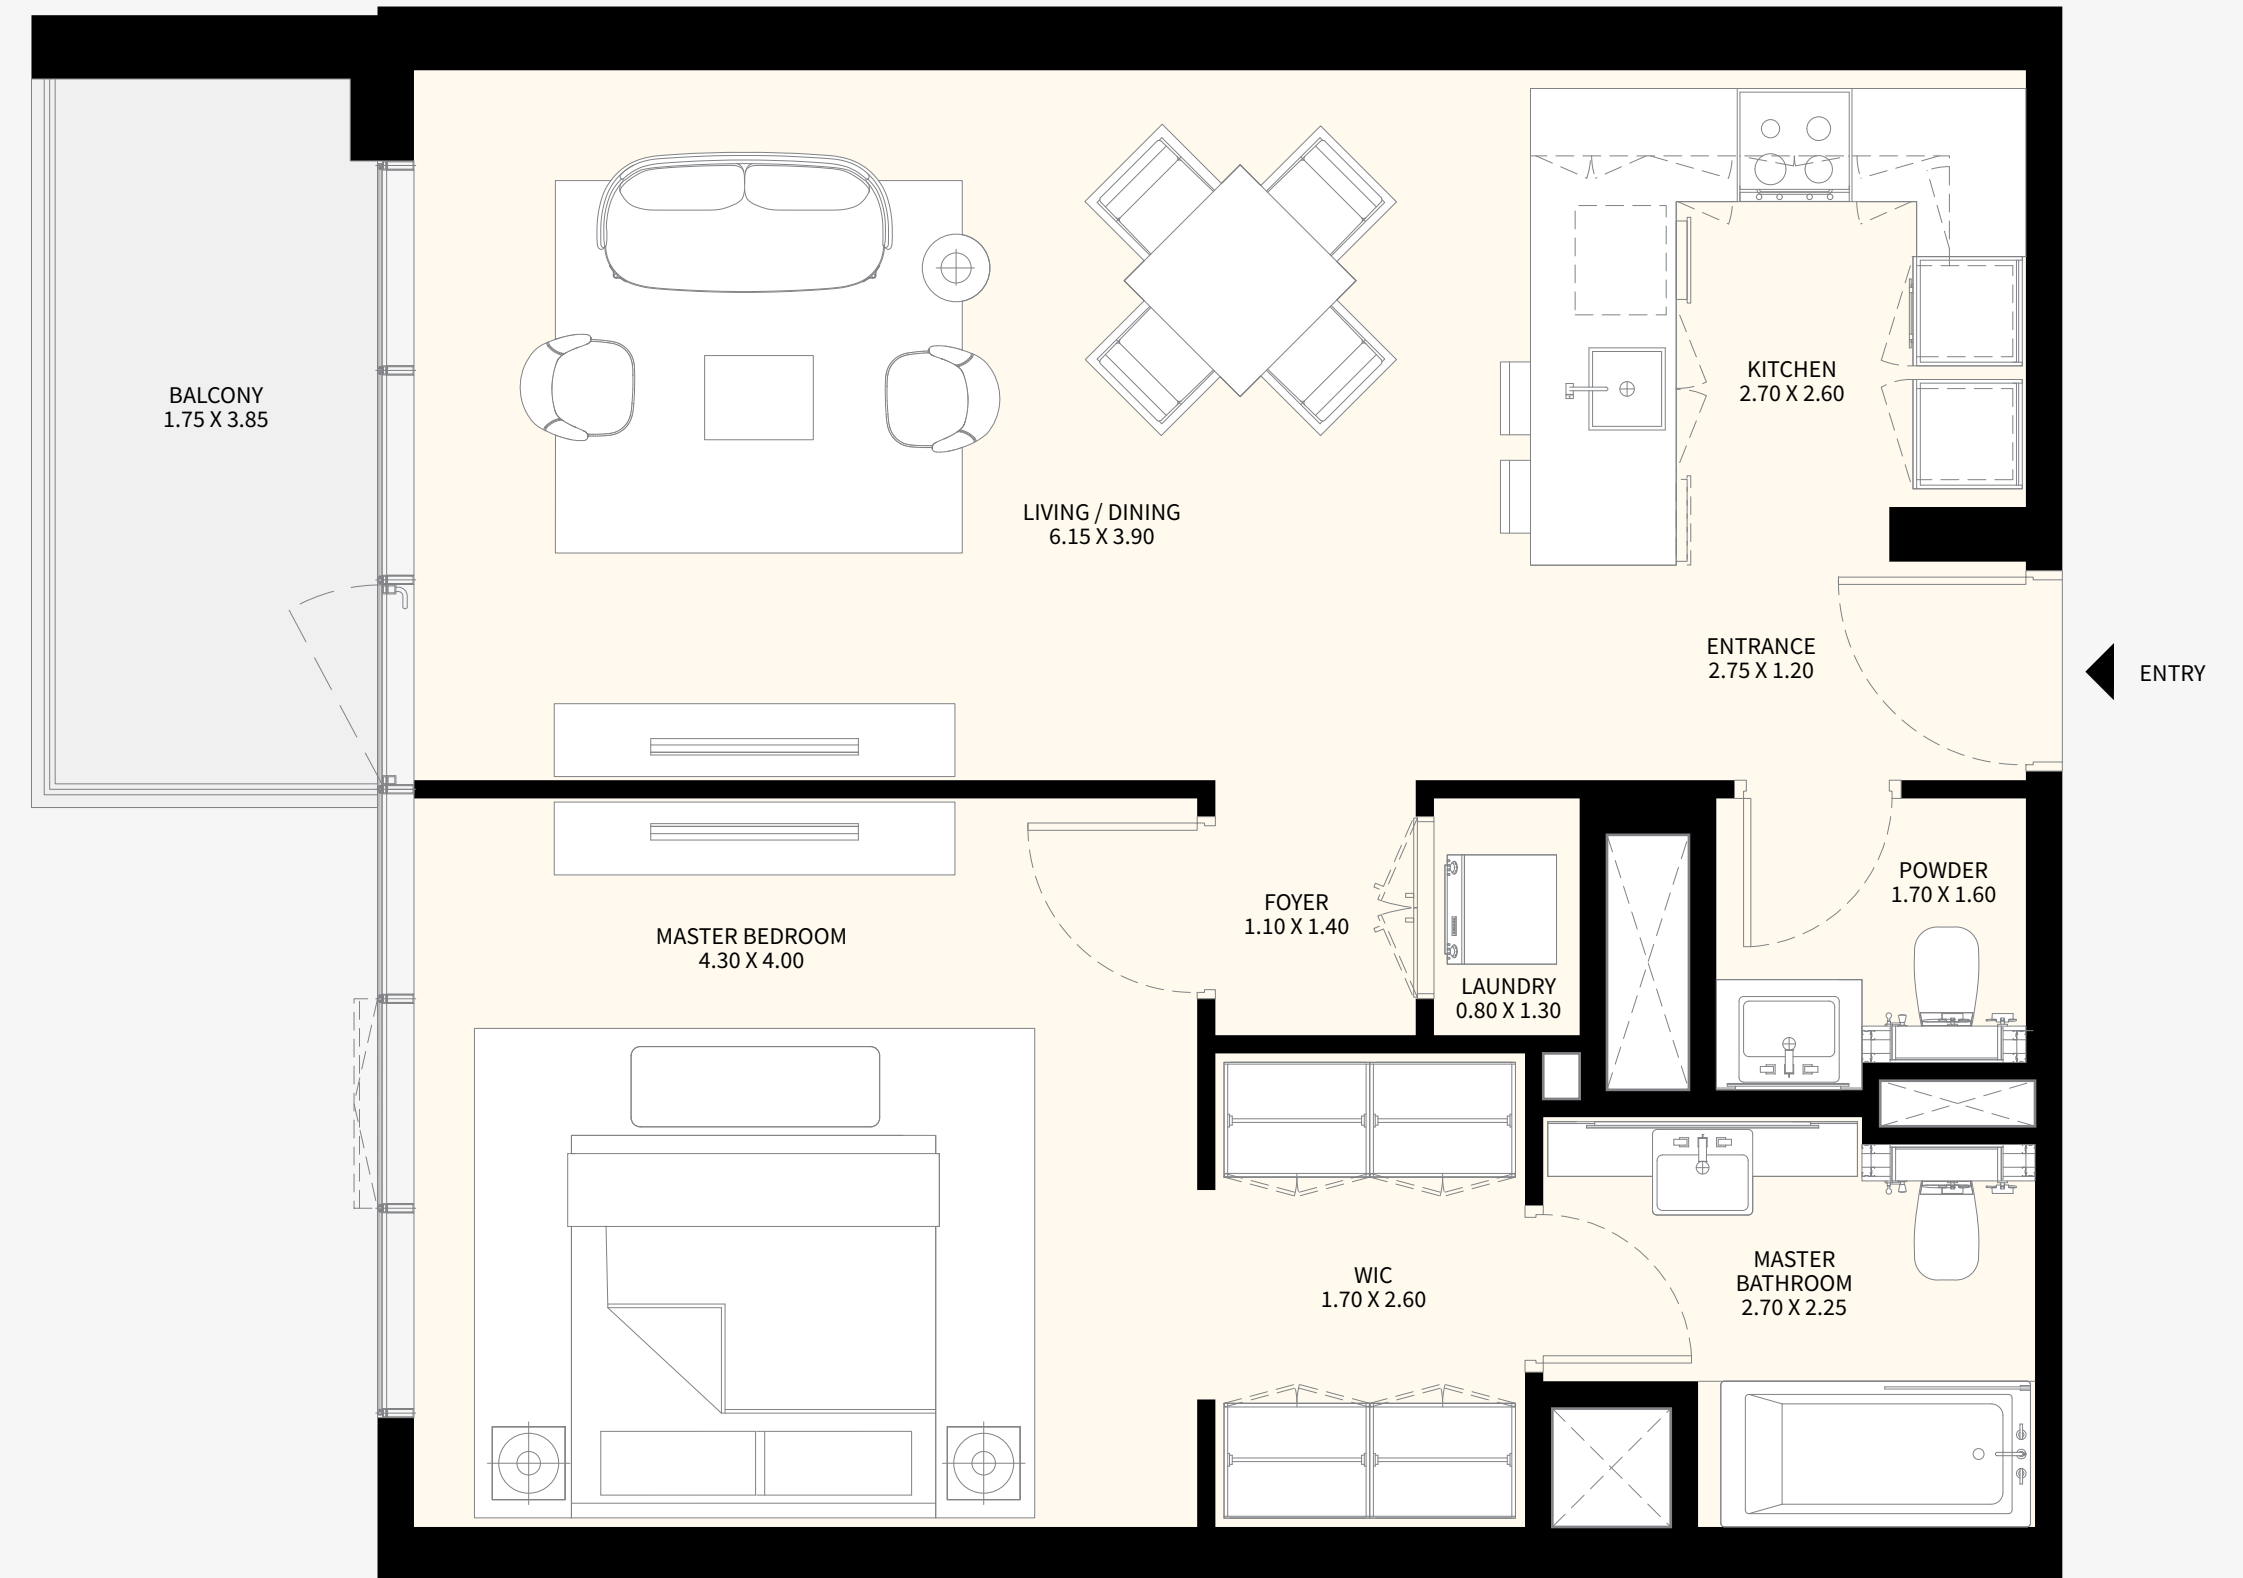 BALCONY
1.75 X 3.85
KITCHEN
2.70 X 2.60
LIVING / DINING
6.15 X 3.90
ENTRANCE
2.75 X 1.20
ENTRY
POWDER
1.70 X 1.60
FOYER
1.10 X 1.40
MASTER BEDROOM
4.30 X 4.00
LAUNDRY
0.80 X 1.30
WIC
1.70 X 2.60
MASTER
BATHROOM
2.70 X 2.25